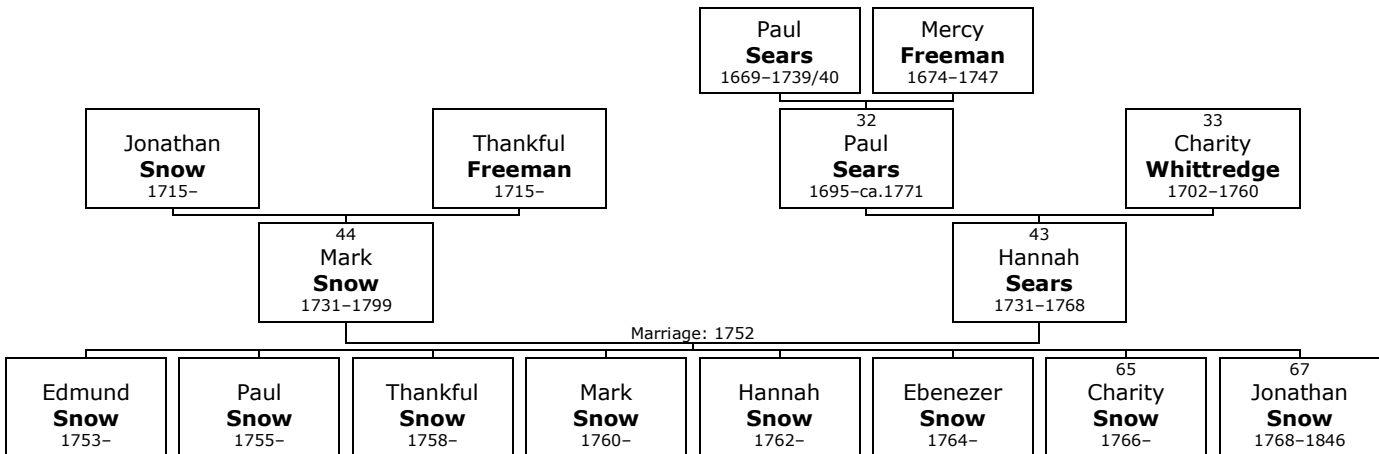 Paul
Sears
1669–1739/40
Mercy
Freeman
1674–1747
Jonathan
Snow
1715–
Thankful
Freeman
1715–
32
Paul
Sears
1695–ca.1771
33
Charity
Whittredge
1702–1760
44
Mark
Snow
1731–1799
43
Hannah
Sears
1731–1768
Marriage: 1752
Edmund
Snow
1753–
Paul
Snow
1755–
Thankful
Snow
1758–
Mark
Snow
1760–
Hannah
Snow
1762–
Ebenezer
Snow
1764–
65
Charity
Snow
1766–
67
Jonathan
Snow
1768–1846